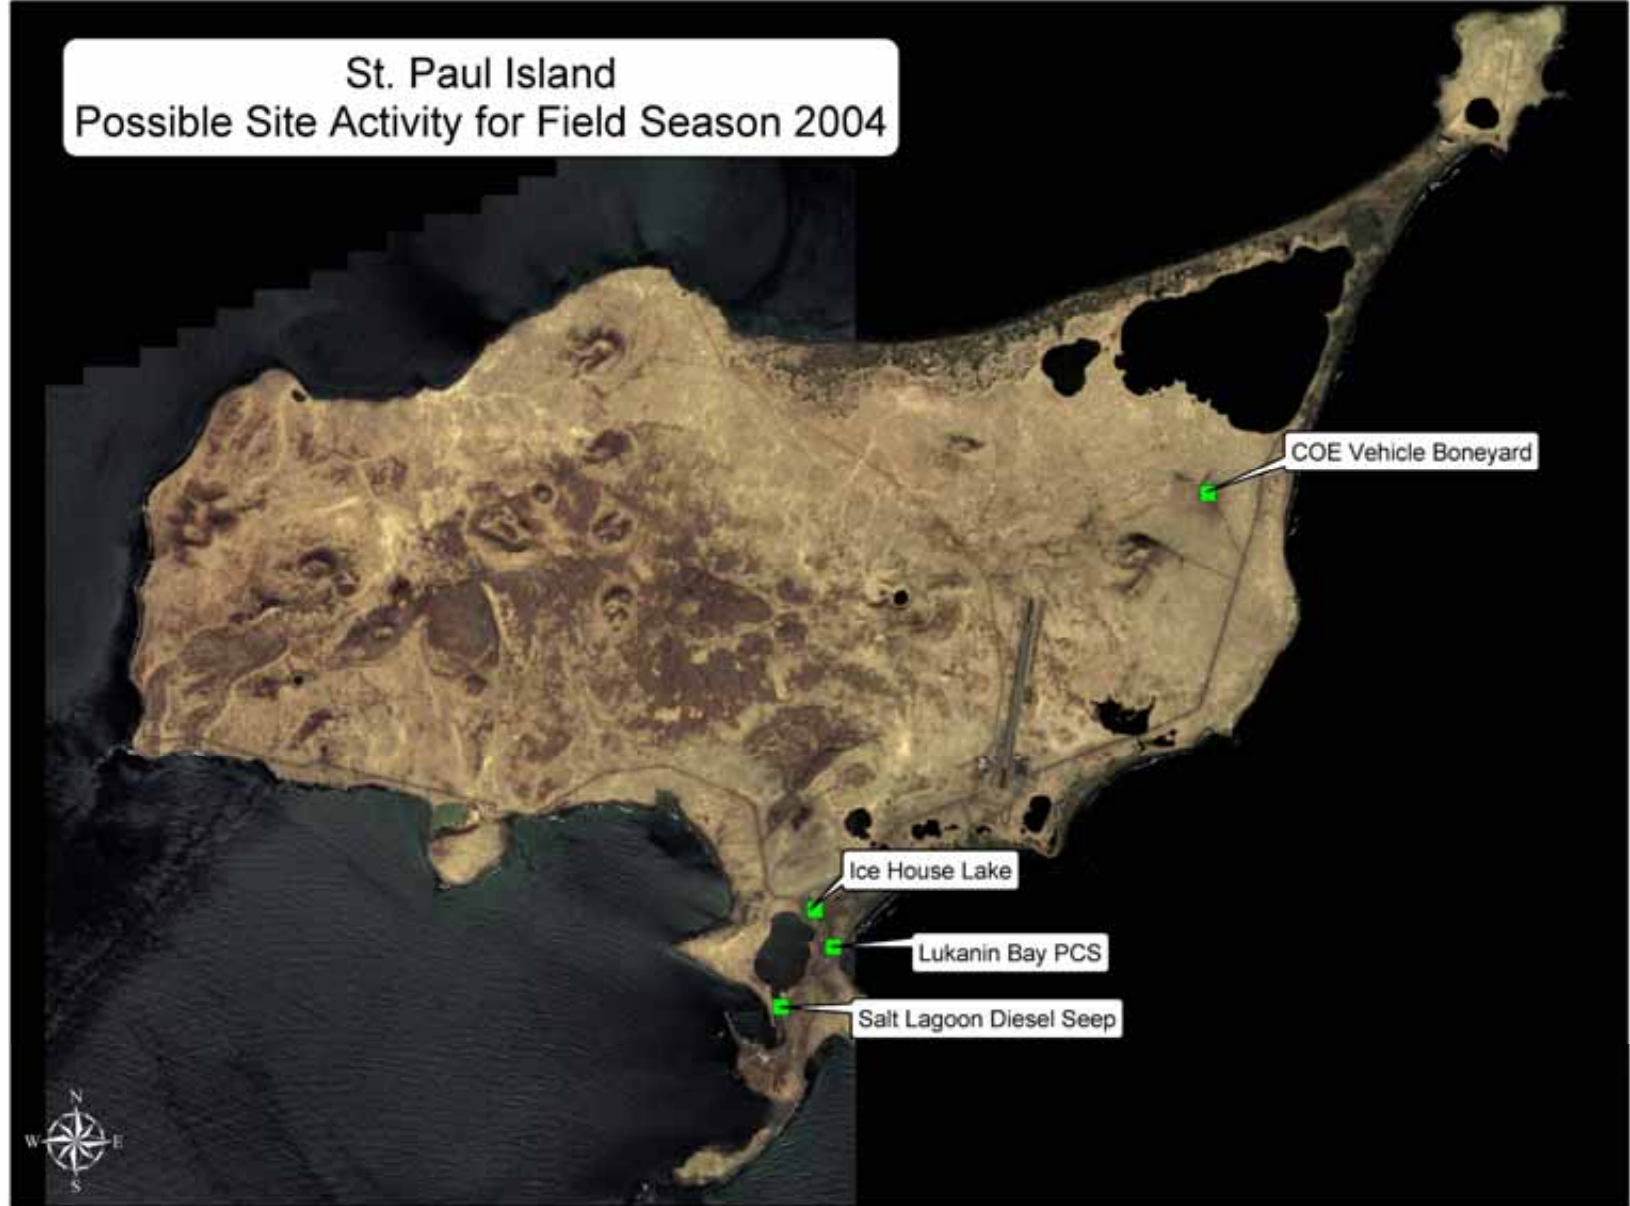 St. Paul Island
Possible Site Activity for Field Season 2004
COE Vehicle Boneyard
Ice House Lake
Lukanin Bay PCS
Salt Lagoon Diesel Seep
N
W E
S